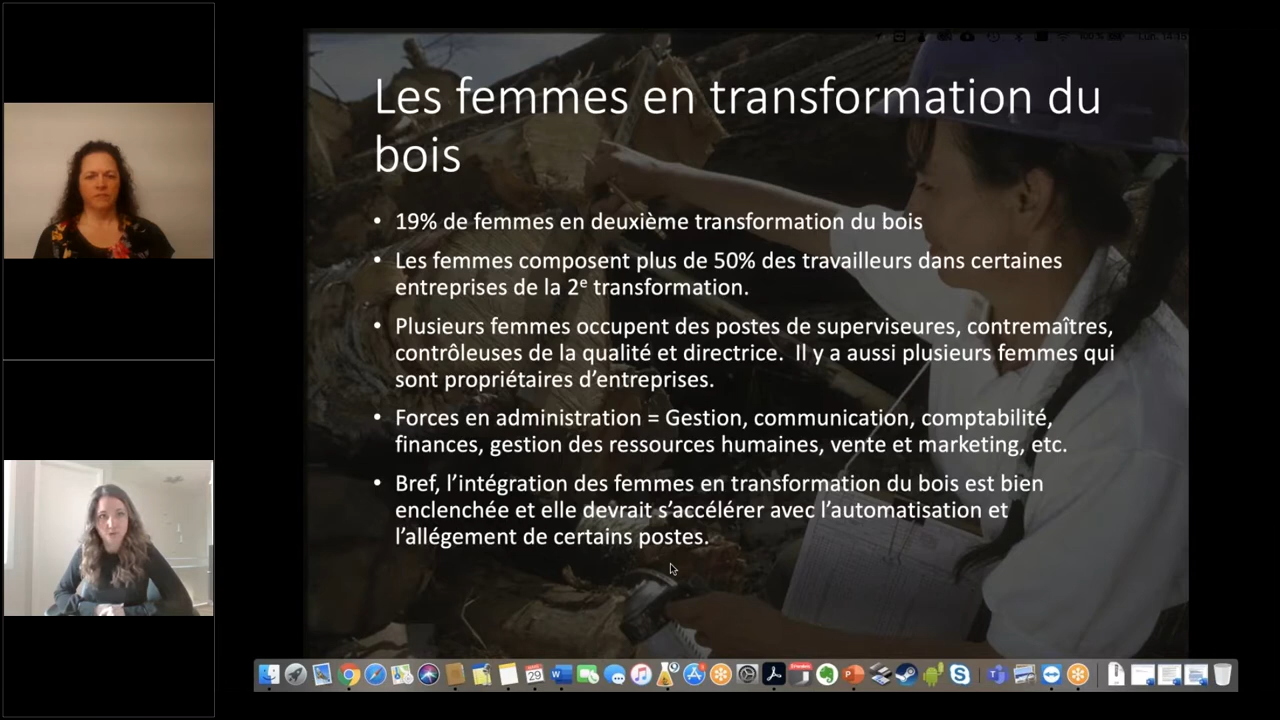 Les femmes en transformation du
bois
• 19% de femmes en deuxième transformation du bois
• Les femmes composent plus de 50% des travailleurs dans certaines
entreprises de la 2e transformation.
• Plusieurs femmes occupent des postes de superviseures, contremaîtres,
contrôleuses de la qualité et directrice. Il y a aussi plusieurs femmes qui
sont propriétaires d’entreprises.
• Forces en administration = Gestion, communication, comptabilité,
finances, gestion des ressources humaines, vente et marketing, etc.
• Bref, l’intégration des femmes en transformation du bois est bien
enclenchée et elle devrait s’accélérer avec l’automatisation et
l’allégement de certains postes.
29